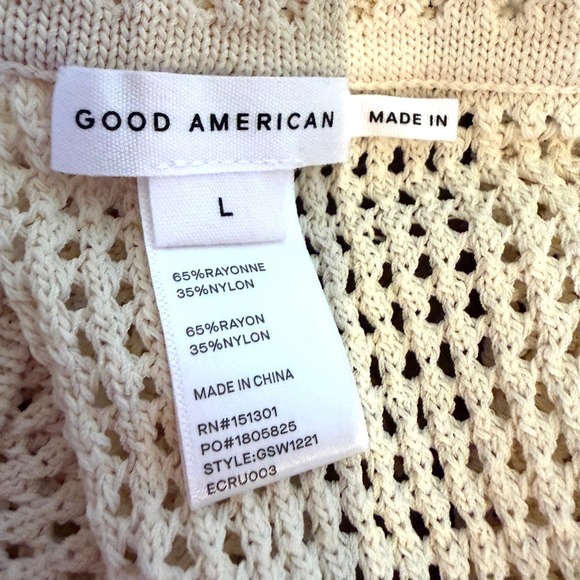 GOOD AMERICAN
MADE IN
L
65%RAYONNE
35%NYLON
65%RAYON
35%NYLON
MADE IN CHINA
RN#151301
PO#1805825
STYLE:GSW1221
ECRU003